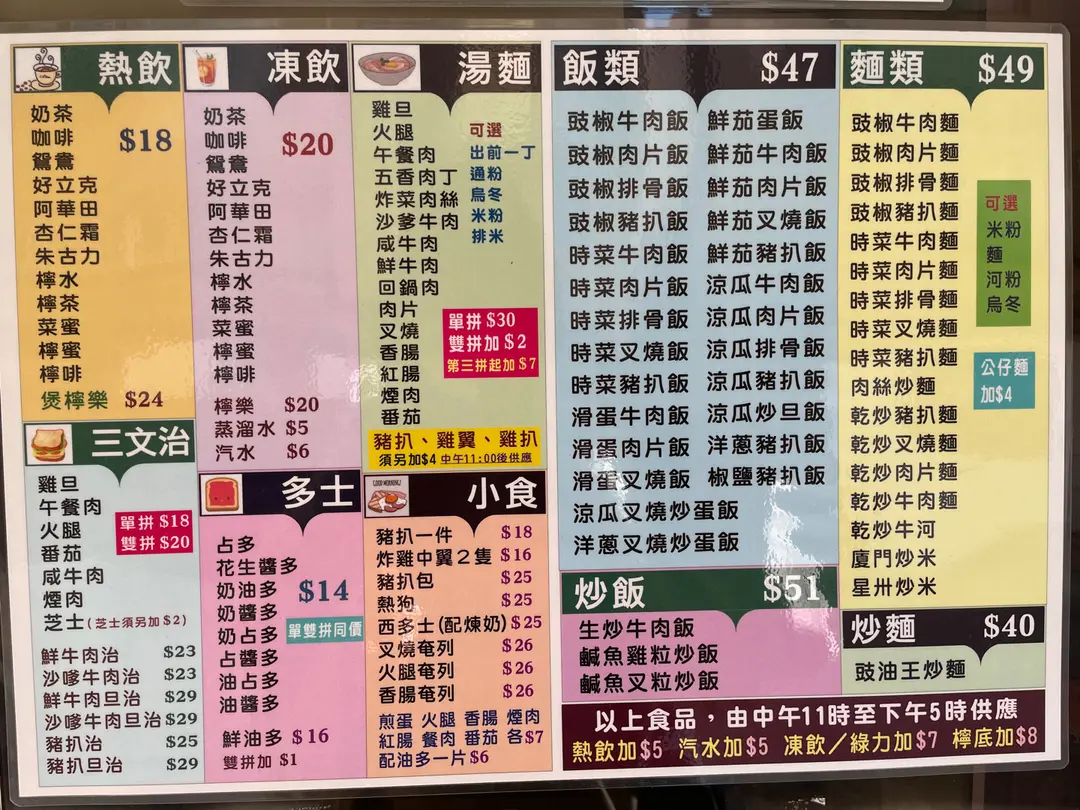 熱飲
奶茶
咖啡
$18
鴛鴦
好立克
阿華田
杏仁霜
朱古力
檸水
檸茶
菜蜜
檸蜜
檸啡
煲檸樂 $24
三文治
雞旦
午餐肉
火腿
番茄
單拼 $18
雙拼 $20
咸牛肉
煙肉
芝士(芝士須另加 $2)
鮮牛肉治 $23
沙嗲牛肉治 $23
鮮牛肉旦治 $29
沙嗲牛肉旦治 $29
豬扒治 $25
豬扒旦治 $29
凍飲
奶茶
咖啡
$20
鴛鴦
好立克
阿華田
杏仁霜
朱古力
檸水
檸茶
菜蜜
檸蜜
檸啡
檸樂 $20
蒸溜水 $5
汽水 $6
多士
占多
花生醬多
奶油多
$14
奶醬多
單雙拼同價
奶占多
占醬多
油占多
油醬多
鮮油多 $16
雙拼加 $1
湯麵
雞旦
火腿
午餐肉
五香肉丁
炸菜肉絲
沙爹牛肉
咸牛肉
鮮牛肉
回鍋肉
肉片
叉燒
香腸
紅腸
煙肉
番茄
可選
出前一丁
通粉
烏冬
米粉
排米
單拼 $30
雙拼加 $2
第三拼起加 $7
豬扒、雞翼、雞扒
須另加$4 中午11:00後供應
GOOD MORNING!
小食
豬扒一件 $18
炸雞中翼2隻 $16
豬扒包 $25
熱狗 $25
西多士(配煉奶) $25
叉燒奄列 $26
火腿奄列 $26
香腸奄列 $26
煎蛋 火腿 香腸 煙肉
紅腸 餐肉 番茄 各$7
配油多一片 $6
飯類 $47
豉椒牛肉飯 鮮茄蛋飯
豉椒肉片飯 鮮茄牛肉飯
豉椒排骨飯 鮮茄肉片飯
豉椒豬扒飯 鮮茄叉燒飯
時菜牛肉飯 鮮茄豬扒飯
時菜肉片飯 涼瓜牛肉飯
時菜排骨飯 涼瓜肉片飯
時菜叉燒飯 涼瓜排骨飯
時菜豬扒飯 涼瓜豬扒飯
滑蛋牛肉飯 涼瓜炒旦飯
滑蛋肉片飯 洋蔥豬扒飯
滑蛋叉燒飯 椒鹽豬扒飯
涼瓜叉燒炒蛋飯
洋蔥叉燒炒蛋飯
炒飯 $51
生炒牛肉飯
鹹魚雞粒炒飯
鹹魚叉粒炒飯
麵類 $49
豉椒牛肉麵
豉椒肉片麵
豉椒排骨麵
豉椒豬扒麵
時菜牛肉麵
時菜肉片麵
時菜排骨麵
時菜叉燒麵
時菜豬扒麵
肉絲炒麵
乾炒豬扒麵
乾炒叉燒麵
乾炒肉片麵
乾炒牛肉麵
乾炒牛河
廈門炒米
星卅炒米
可選
米粉
麵
河粉
烏冬
公仔麵
加$4
炒麵 $40
豉油王炒麵
以上食品，由中午11時至下午5時供應
熱飲加$5 汽水加$5 凍飲／綠力加$7 檸底加$8